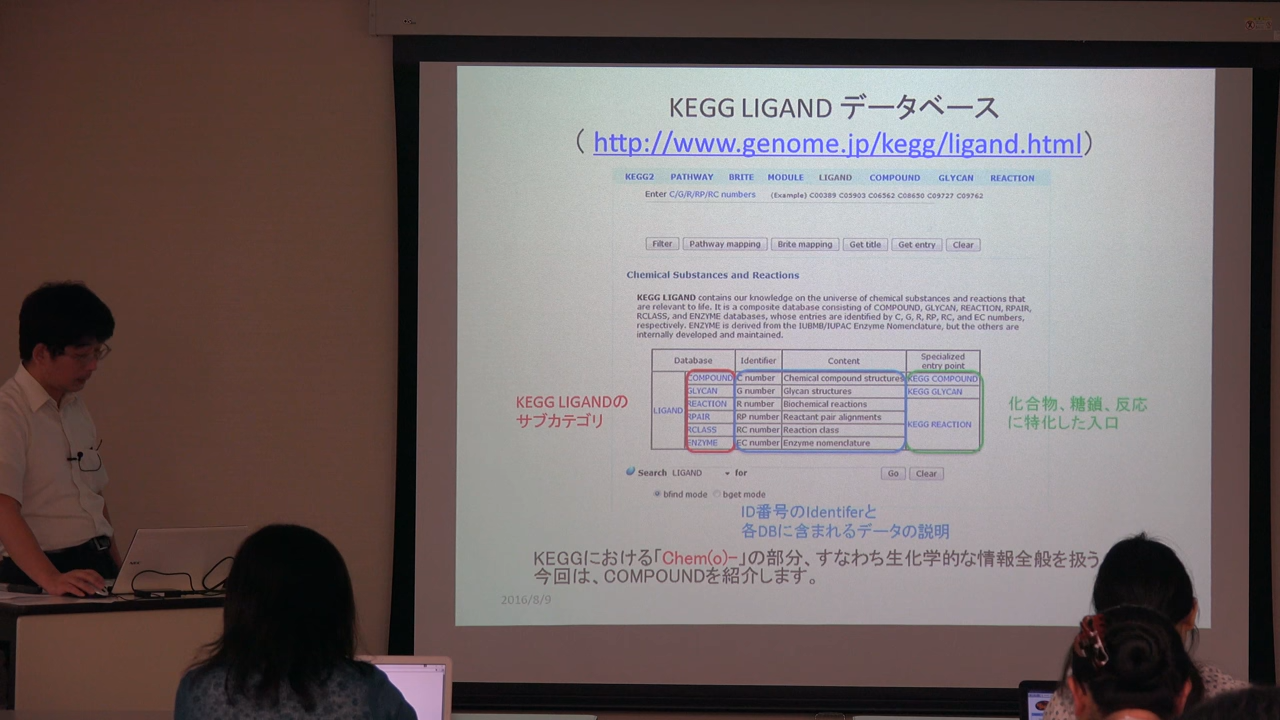 KEGG LIGAND データベース
( http://www.genome.jp/kegg/ligand.html)
KEGG2 PATHWAY BRITE MODULE LIGAND COMPOUND GLYCAN REACTION
Enter C/G/R/RP/RC numbers (Example) C00389 C05903 C06562 C08650 C09727 C09762
Filter Pathway mapping Brite mapping Get title Get entry Clear
Chemical Substances and Reactions
KEGG LIGAND contains our knowledge on the universe of chemical substances and reactions that
are relevant to life. It is a composite database consisting of COMPOUND, GLYCAN, REACTION, RPAIR,
RCLASS, and ENZYME databases, whose entries are identified by C, G, R, RP, RC, and EC numbers,
respectively. ENZYME is derived from the IUBMB/IUPAC Enzyme Nomenclature, but the others are
internally developed and maintained.
Database Identifier Content Specialized
entry point
LIGAND
COMPOUND C number Chemical compound structures KEGG COMPOUND
GLYCAN G number Glycan structures KEGG GLYCAN
REACTION R number Biochemical reactions
RPAIR RP number Reactant pair alignments
RCLASS RC number Reaction class
ENZYME EC number Enzyme nomenclature
KEGG REACTION
KEGG LIGANDの
サブカテゴリ
化合物、糖鎖、反応
に特化した入口
Search LIGAND for Go Clear
bfind mode bget mode
ID番号のIdentiferと
各DBに含まれるデータの説明
KEGGにおける「Chem(o)-」の部分、すなわち生化学的な情報全般を扱う
今回は、COMPOUNDを紹介します。
2016/8/9